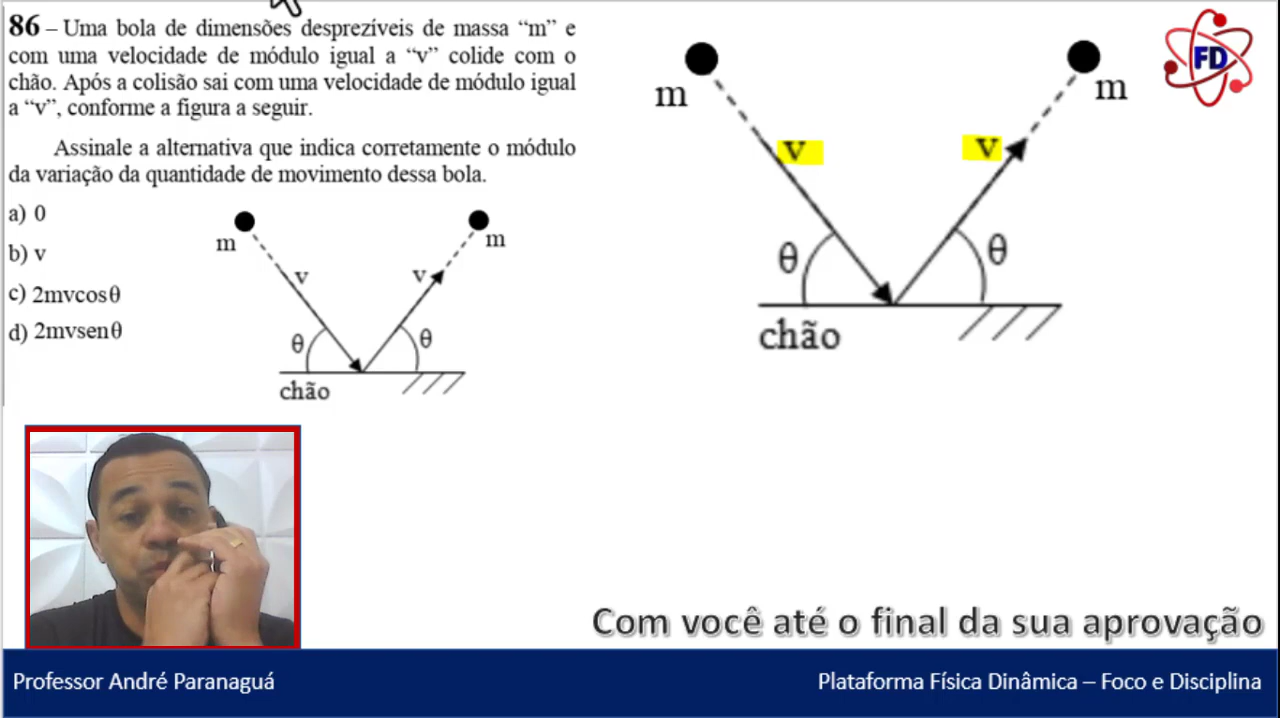 86 – Uma bola de dimensões desprezíveis de massa “m” e
com uma velocidade de módulo igual a “v” colide com o
chão. Após a colisão sai com uma velocidade de módulo igual
a “v”, conforme a figura a seguir.
Assinale a alternativa que indica corretamente o módulo
da variação da quantidade de movimento dessa bola.
a) 0
b) v
c) 2mvcosθ
d) 2mvsenθ
m
m
v
v
θ
θ
chão
m
m
v
v
θ
θ
chão
FD
Com você até o final da sua aprovação
Professor André Paranaguá
Plataforma Física Dinâmica – Foco e Disciplina